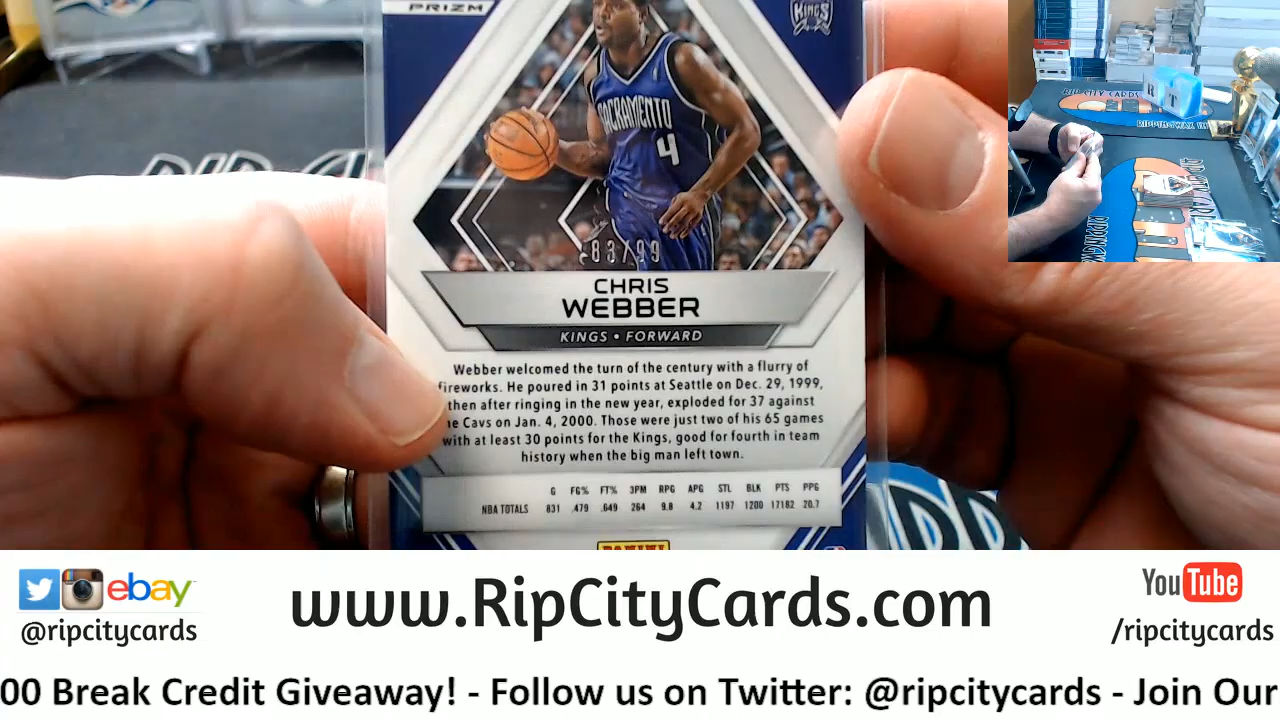 PRIZM
KINGS
SACRAMENTO
4
83/99
CHRIS
WEBBER
KINGS • FORWARD
Webber welcomed the turn of the century with a flurry of
fireworks. He poured in 31 points at Seattle on Dec. 29, 1999,
then after ringing in the new year, exploded for 37 against
the Cavs on Jan. 4, 2000. Those were just two of his 65 games
with at least 30 points for the Kings, good for fourth in team
history when the big man left town.
G FG% FT% 3PM RPG APG STL BLK PTS PPG
NBA TOTALS 831 .479 .649 264 9.8 4.2 1197 1200 17182 20.7
PANINI
RIP CITY CARDS
R T
ebay
@ripcitycards
www.RipCityCards.com
YouTube
/ripcitycards
00 Break Credit Giveaway! - Follow us on Twitter: @ripcitycards - Join Our